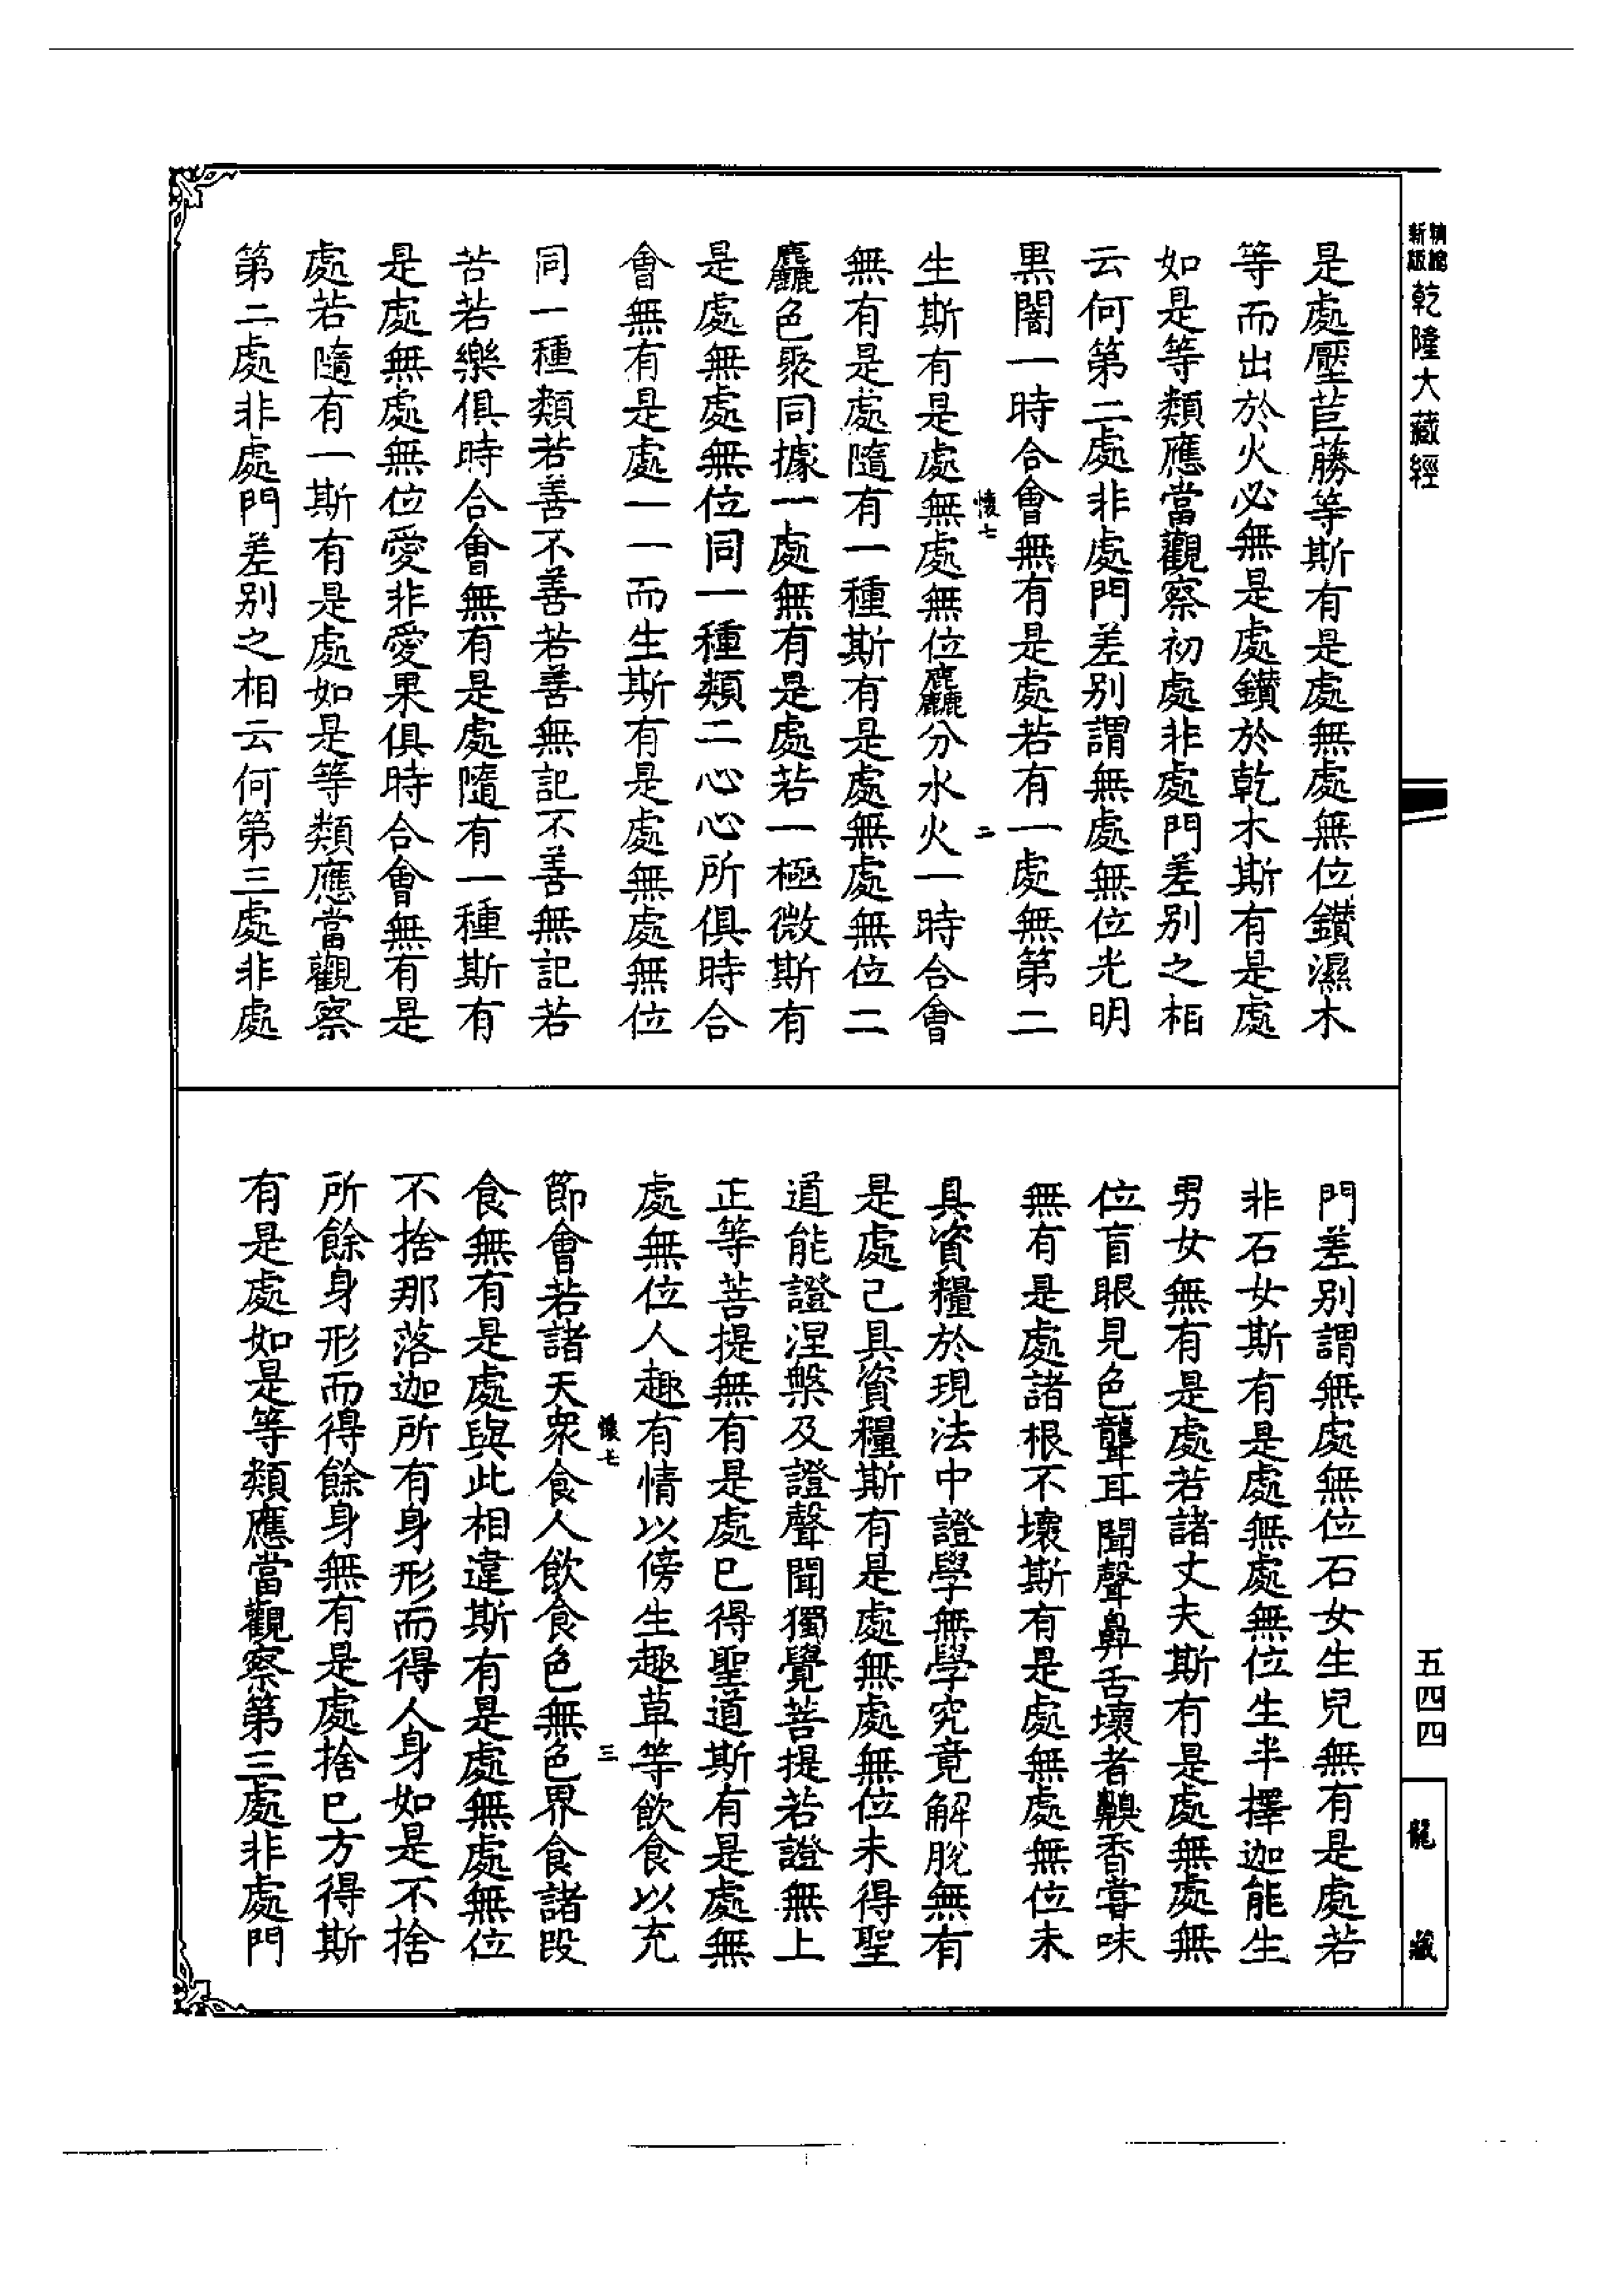 精裝
新版
乾隆大藏經
是處壓苣藤等斯有是處無處無位鑽濕木
等而出於火必無是處鑽於乾木斯有是處
如是等類應當觀察初處非處門差別之相
云何第二處非處門差別謂無處無位光明
黑闇一時合會無有是處若有一處無第二
生斯有是處無處無位麤分水火一時合會
懷七
二
無有是處隨有一種斯有是處無處無位二
麤色聚同據一處無有是處若一極微斯有
是處無處無位同一種類二心心所俱時合
會無有是處一一而生斯有是處無處無位
同一種類若善不善若善無記不善無記若
苦若樂俱時合會無有是處隨有一種斯有
是處無處無位愛非愛果俱時合會無有是
處若隨有一斯有是處如是等類應當觀察
第二處非處門差別之相云何第三處非處
門差別謂無處無位石女生兒無有是處若
非石女斯有是處無處無位生半擇迦能生
男女無有是處若諸丈夫斯有是處無處無
位盲眼見色聾耳聞聲鼻舌壞者齅香嘗味
無有是處諸根不壞斯有是處無處無位未
具資糧於現法中證學無學究竟解脫無有
是處已具資糧斯有是處無處無位未得聖
道能證涅槃及證聲聞獨覺菩提若證無上
正等菩提無有是處已得聖道斯有是處無
處無位人趣有情以傍生趣草等飲食以充
懷七
三
節會若諸天眾食人飲食色無色界食諸段
食無有是處與此相違斯有是處無處無位
不捨那落迦所有身形而得人身如是不捨
所餘身形而得餘身無有是處捨已方得斯
有是處如是等類應當觀察第三處非處門
五四四
龍藏